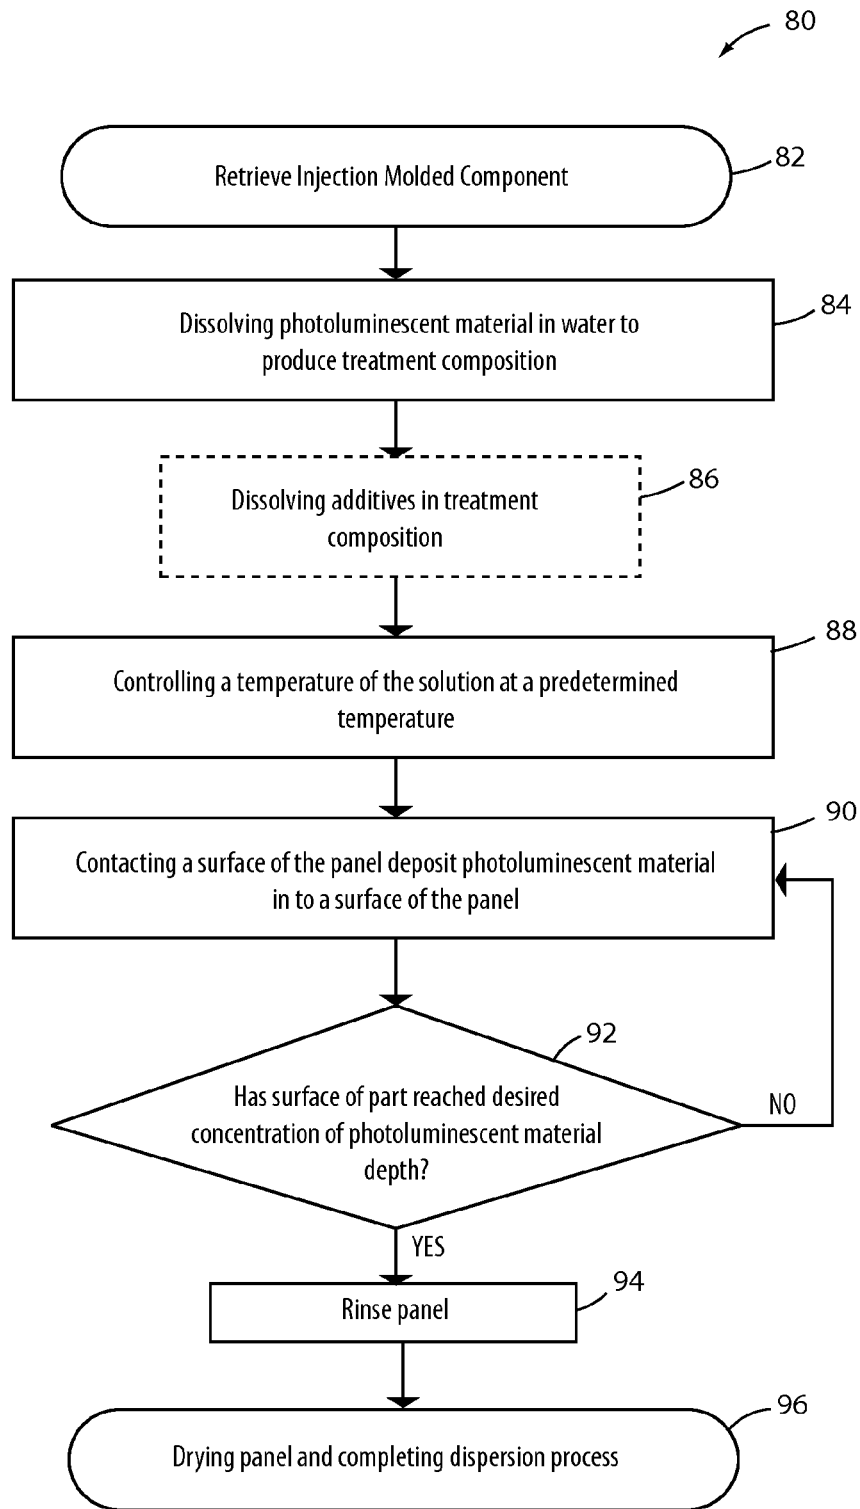 80
Retrieve Injection Molded Component
82
Dissolving photoluminescent material in water to
produce treatment composition
84
Dissolving additives in treatment
composition
86
Controlling a temperature of the solution at a predetermined
temperature
88
Contacting a surface of the panel deposit photoluminescent material
in to a surface of the panel
90
92
Has surface of part reached desired
concentration of photoluminescent material
depth?
NO
YES
Rinse panel
94
Drying panel and completing dispersion process
96